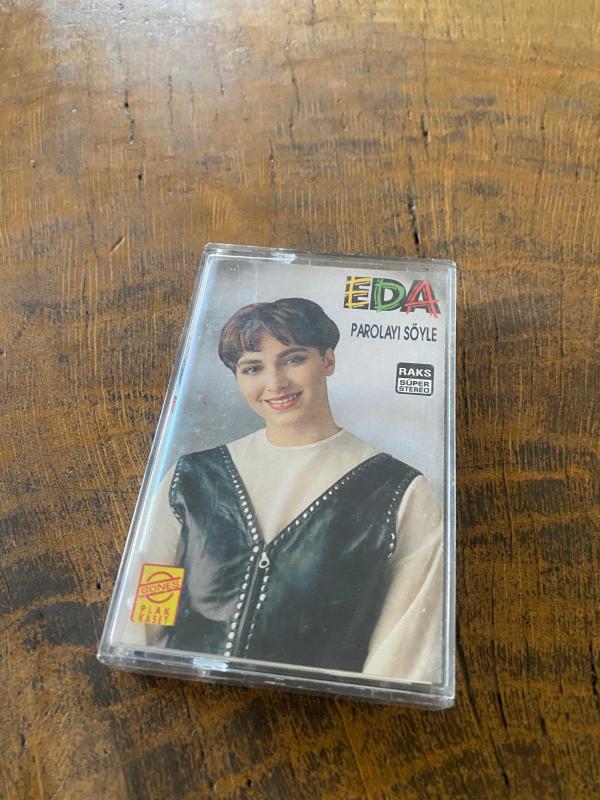 EDA
PAROLAYI SÖYLE
RAKS
SÜPER
STEREO
GÜNEŞ
PLAK
KASET